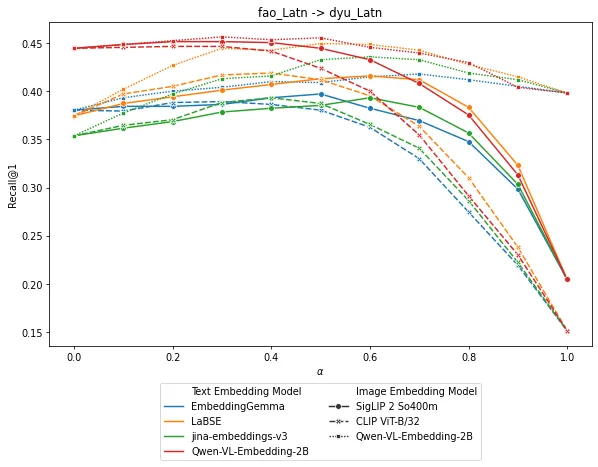 fao_Latn -> dyu_Latn
Recall@1
0.45
0.40
0.35
0.30
0.25
0.20
0.15
0.0
0.2
0.4
0.6
0.8
1.0
α
Text Embedding Model
EmbeddingGemma
LaBSE
jina-embeddings-v3
Qwen-VL-Embedding-2B
Image Embedding Model
SigLIP 2 So400m
CLIP ViT-B/32
Qwen-VL-Embedding-2B